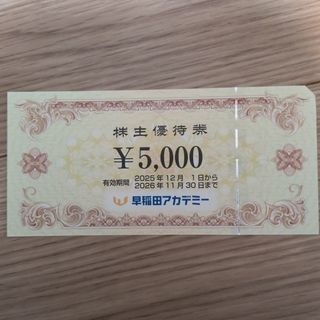 株主優待券
¥5,000
有効期間 2025年12月 1日から
2026年11月30日まで
早稲田アカデミー